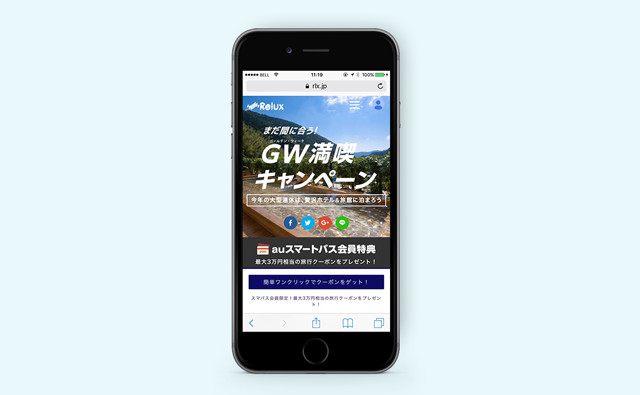 BELL
11:19
100%
rlx.jp
Relux
まだ間に合う!
ゴールデン・ウィーク
GW満喫
キャンペーン
今年の大型連休は、贅沢ホテル&旅館に泊まろう
f
G+
LINE
auスマートパス会員特典
最大3万円相当の旅行クーポンをプレゼント!
簡単ワンクリックでクーポンをゲット!
スマパス会員限定!最大3万円相当の旅行クーポンをプレゼン
ト!